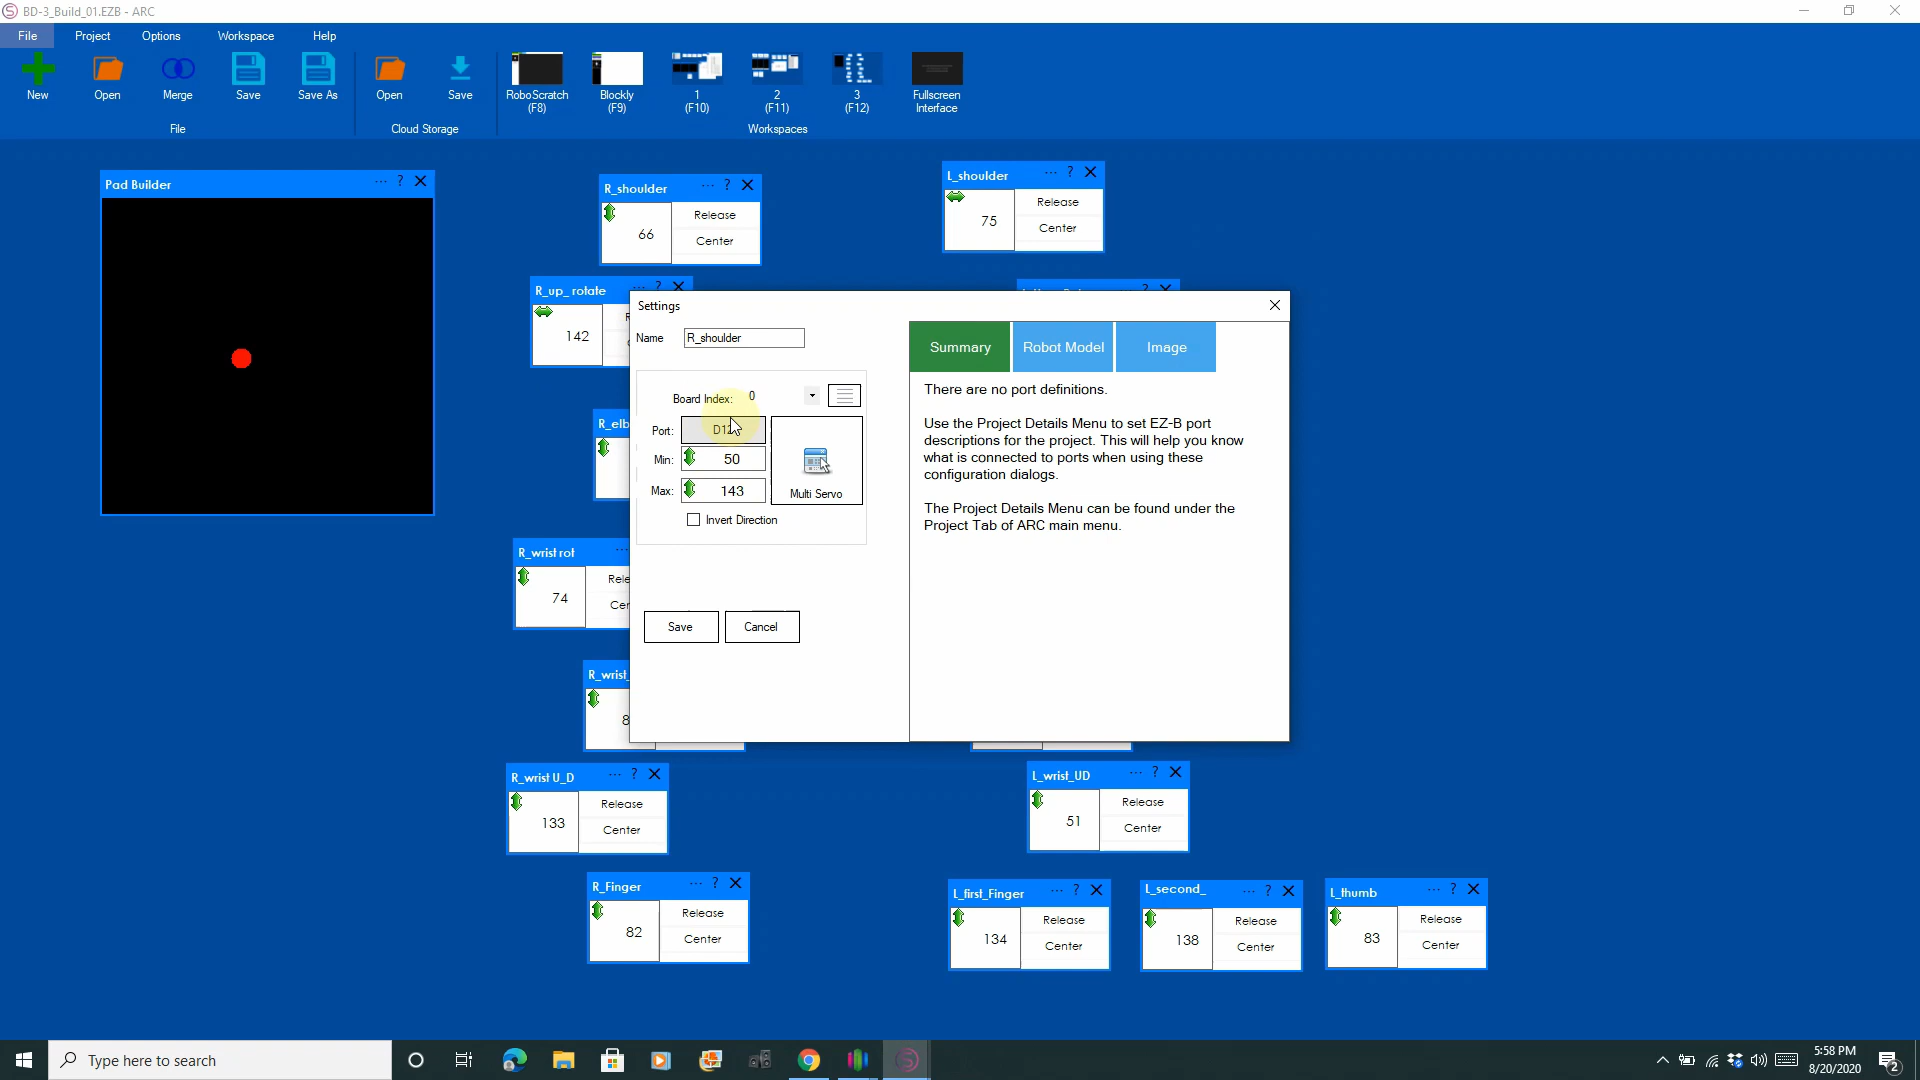 BD-3_Build_01.EZB - ARC
File Project Options Workspace Help
New Open Merge Save Save As Open Save RoboScratch (F8) Blockly (F9) 1 (F10) 2 (F11) 3 (F12) Fullscreen Interface
File Cloud Storage Workspaces
Pad Builder ... ?
R_shoulder ... ?
66 Release
Center
L_shoulder ... ?
75 Release
Center
R_up_rotate ?
142
R_elb
R_wrist rot ...
74 Rele
Cer
R_wrist_
8
Settings
Name R_shoulder
Board Index: 0
Port:
Min: 50
Max: 143
Multi Servo
Invert Direction
Save Cancel
Summary Robot Model Image
There are no port definitions.
Use the Project Details Menu to set EZ-B port
descriptions for the project. This will help you know
what is connected to ports when using these
configuration dialogs.
The Project Details Menu can be found under the
Project Tab of ARC main menu.
R_wrist U_D ... ?
133 Release
Center
L_wrist_UD ... ?
51 Release
Center
R_Finger ... ?
82 Release
Center
L_first_Finger ... ?
134 Release
Center
L_second_ ... ?
138 Release
Center
L_thumb ... ?
83 Release
Center
Type here to search
5:58 PM
8/20/2020
2